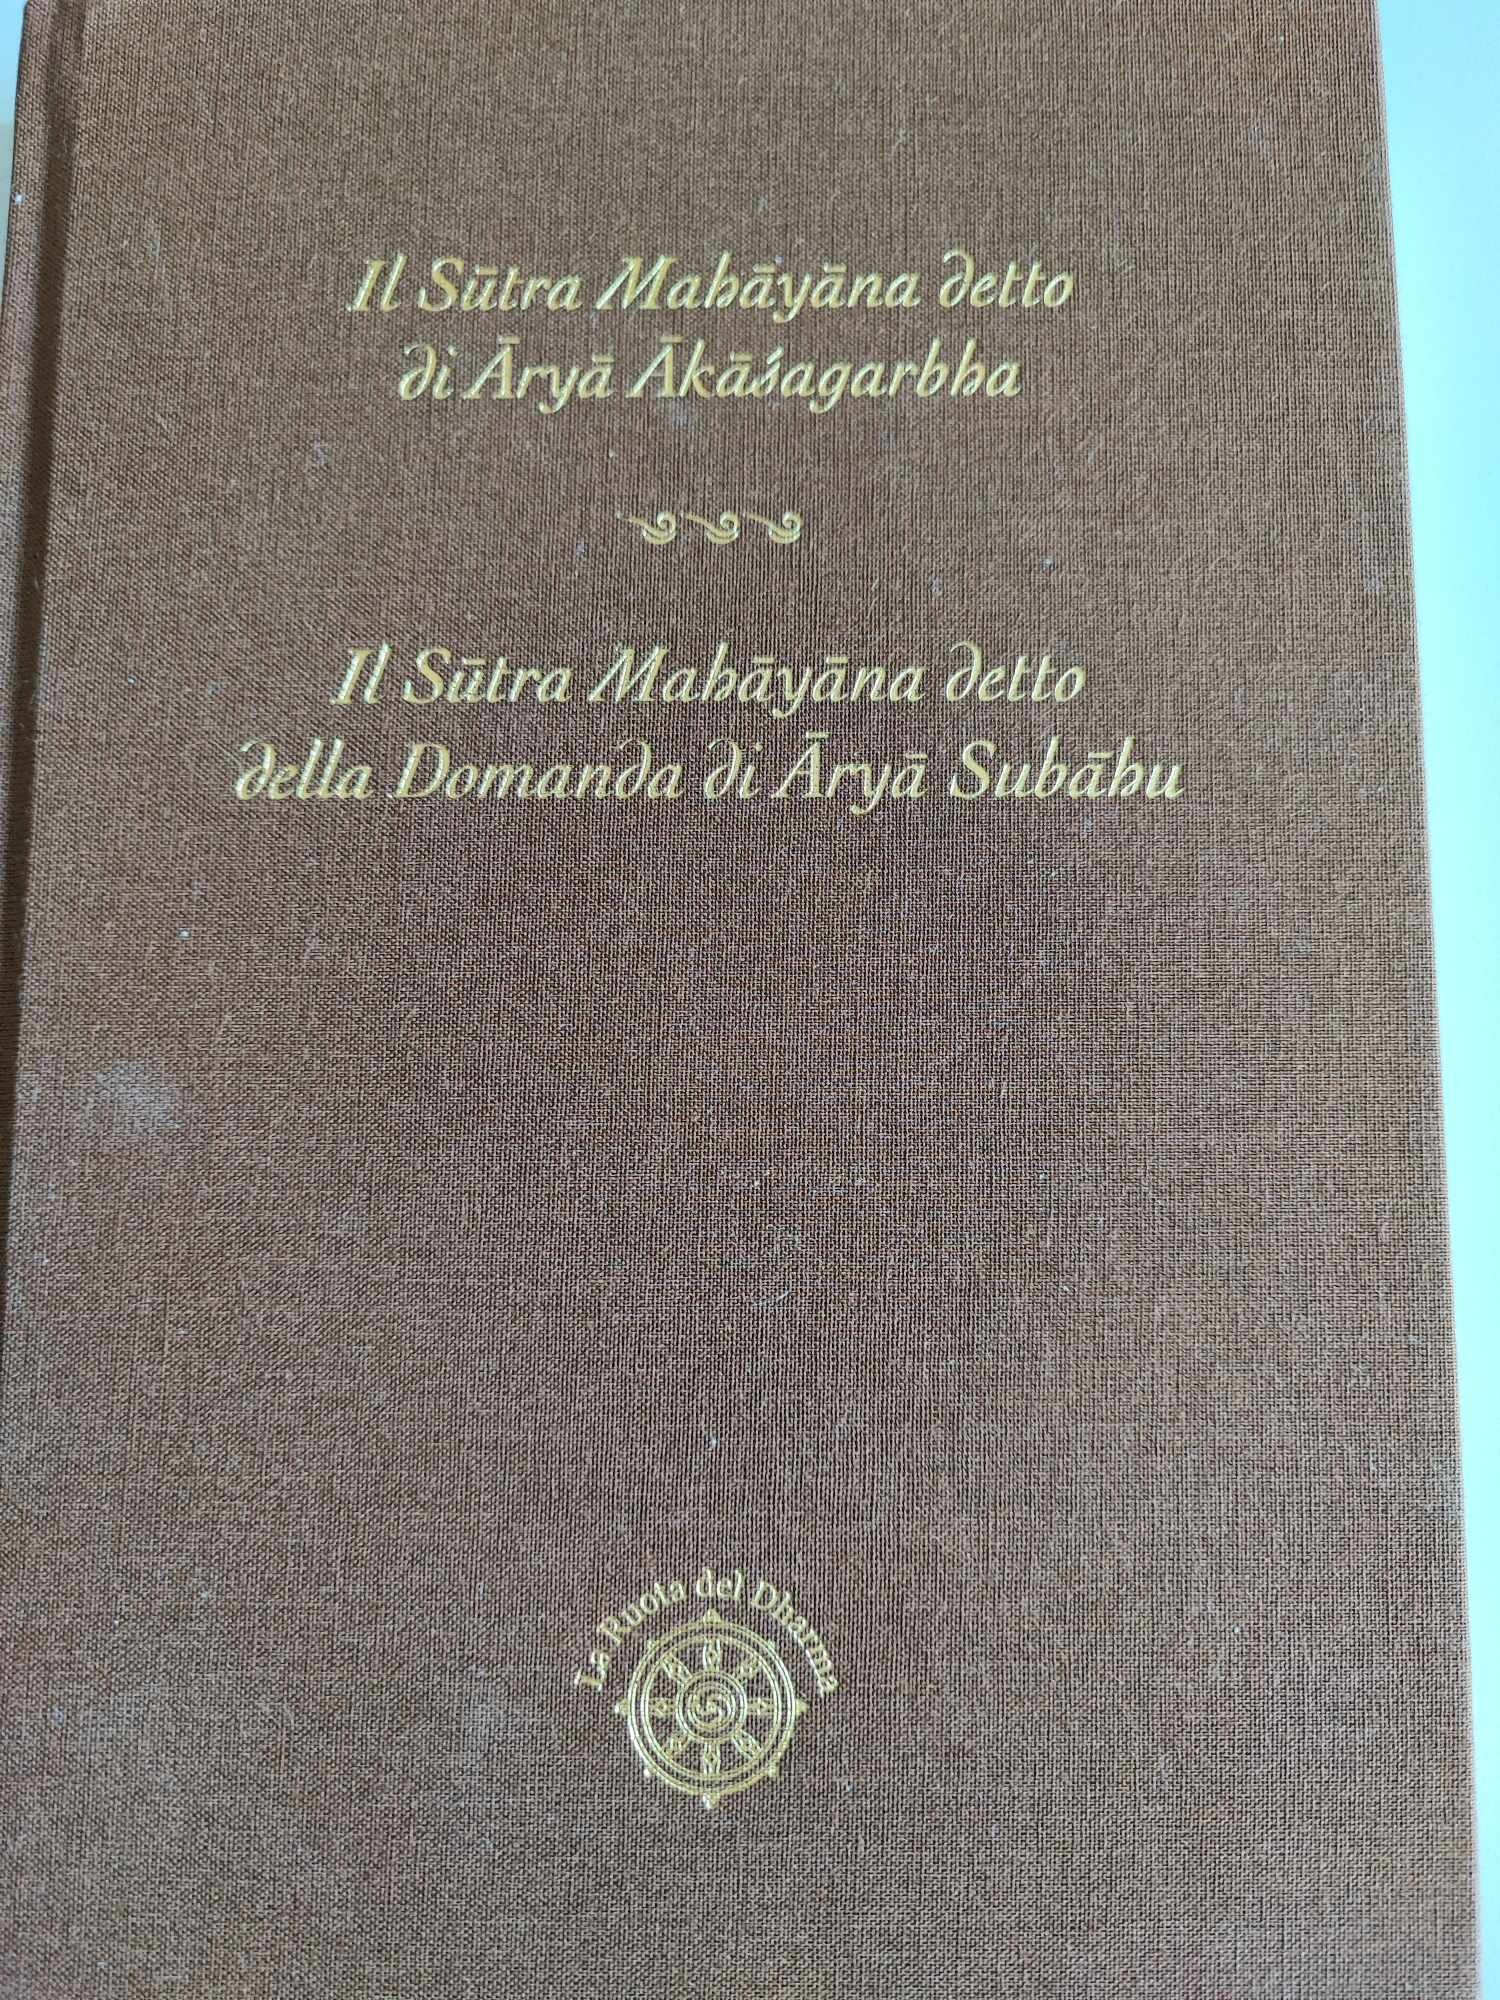 Il Sūtra Mahāyāna detto
di Āryā Ākāśagarbha
Il Sūtra Mahāyāna detto
della Domanda di Āryā Subāhu
La Ruota del Dharma